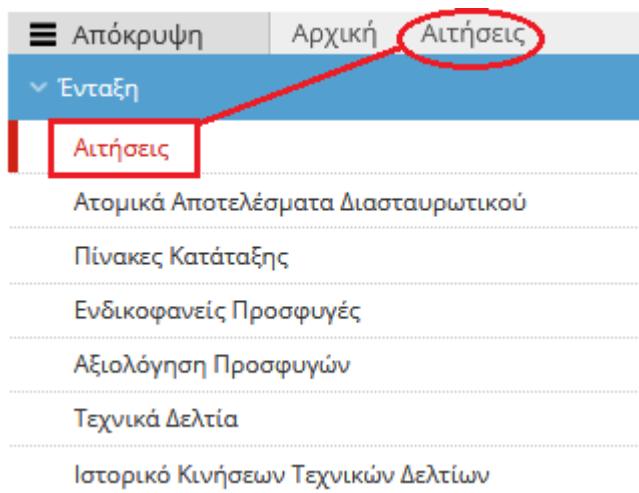 Απόκρυψη Αρχική Αιτήσεις
Ένταξη
Αιτήσεις
Ατομικά Αποτελέσματα Διασταυρωτικού
Πίνακες Κατάταξης
Ενδικοφανείς Προσφυγές
Αξιολόγηση Προσφυγών
Τεχνικά Δελτία
Ιστορικό Κινήσεων Τεχνικών Δελτίων